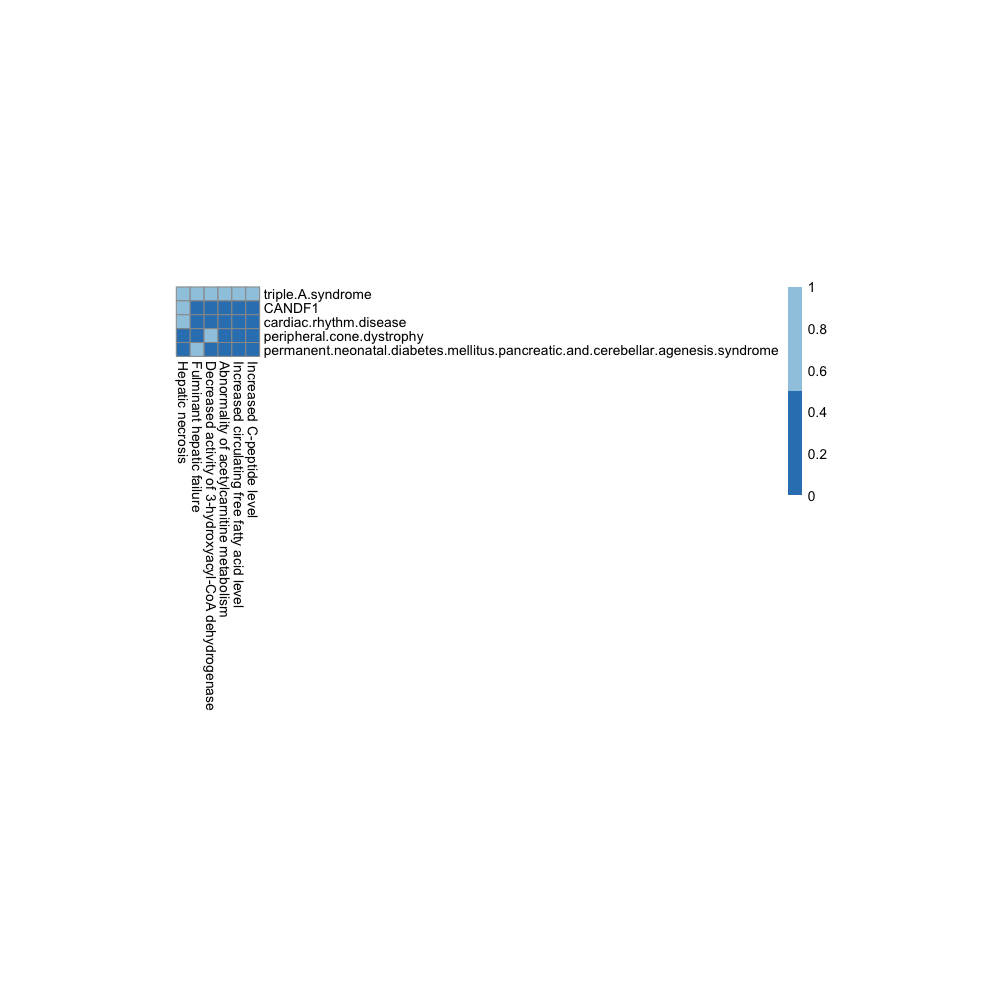 triple.A.syndrome
CANDF1
cardiac.rhythm.disease
peripheral.cone.dystrophy
permanent.neonatal.diabetes.mellitus.pancreatic.and.cerebellar.agenesis.syndrome
Hepatic necrosis
Fulminant hepatic failure
Decreased activity of 3-hydroxyacyl-CoA dehydrogenase
Abnormality of acetylcarnitine metabolism
Increased circulating free fatty acid level
Increased C-peptide level
1
0.8
0.6
0.4
0.2
0